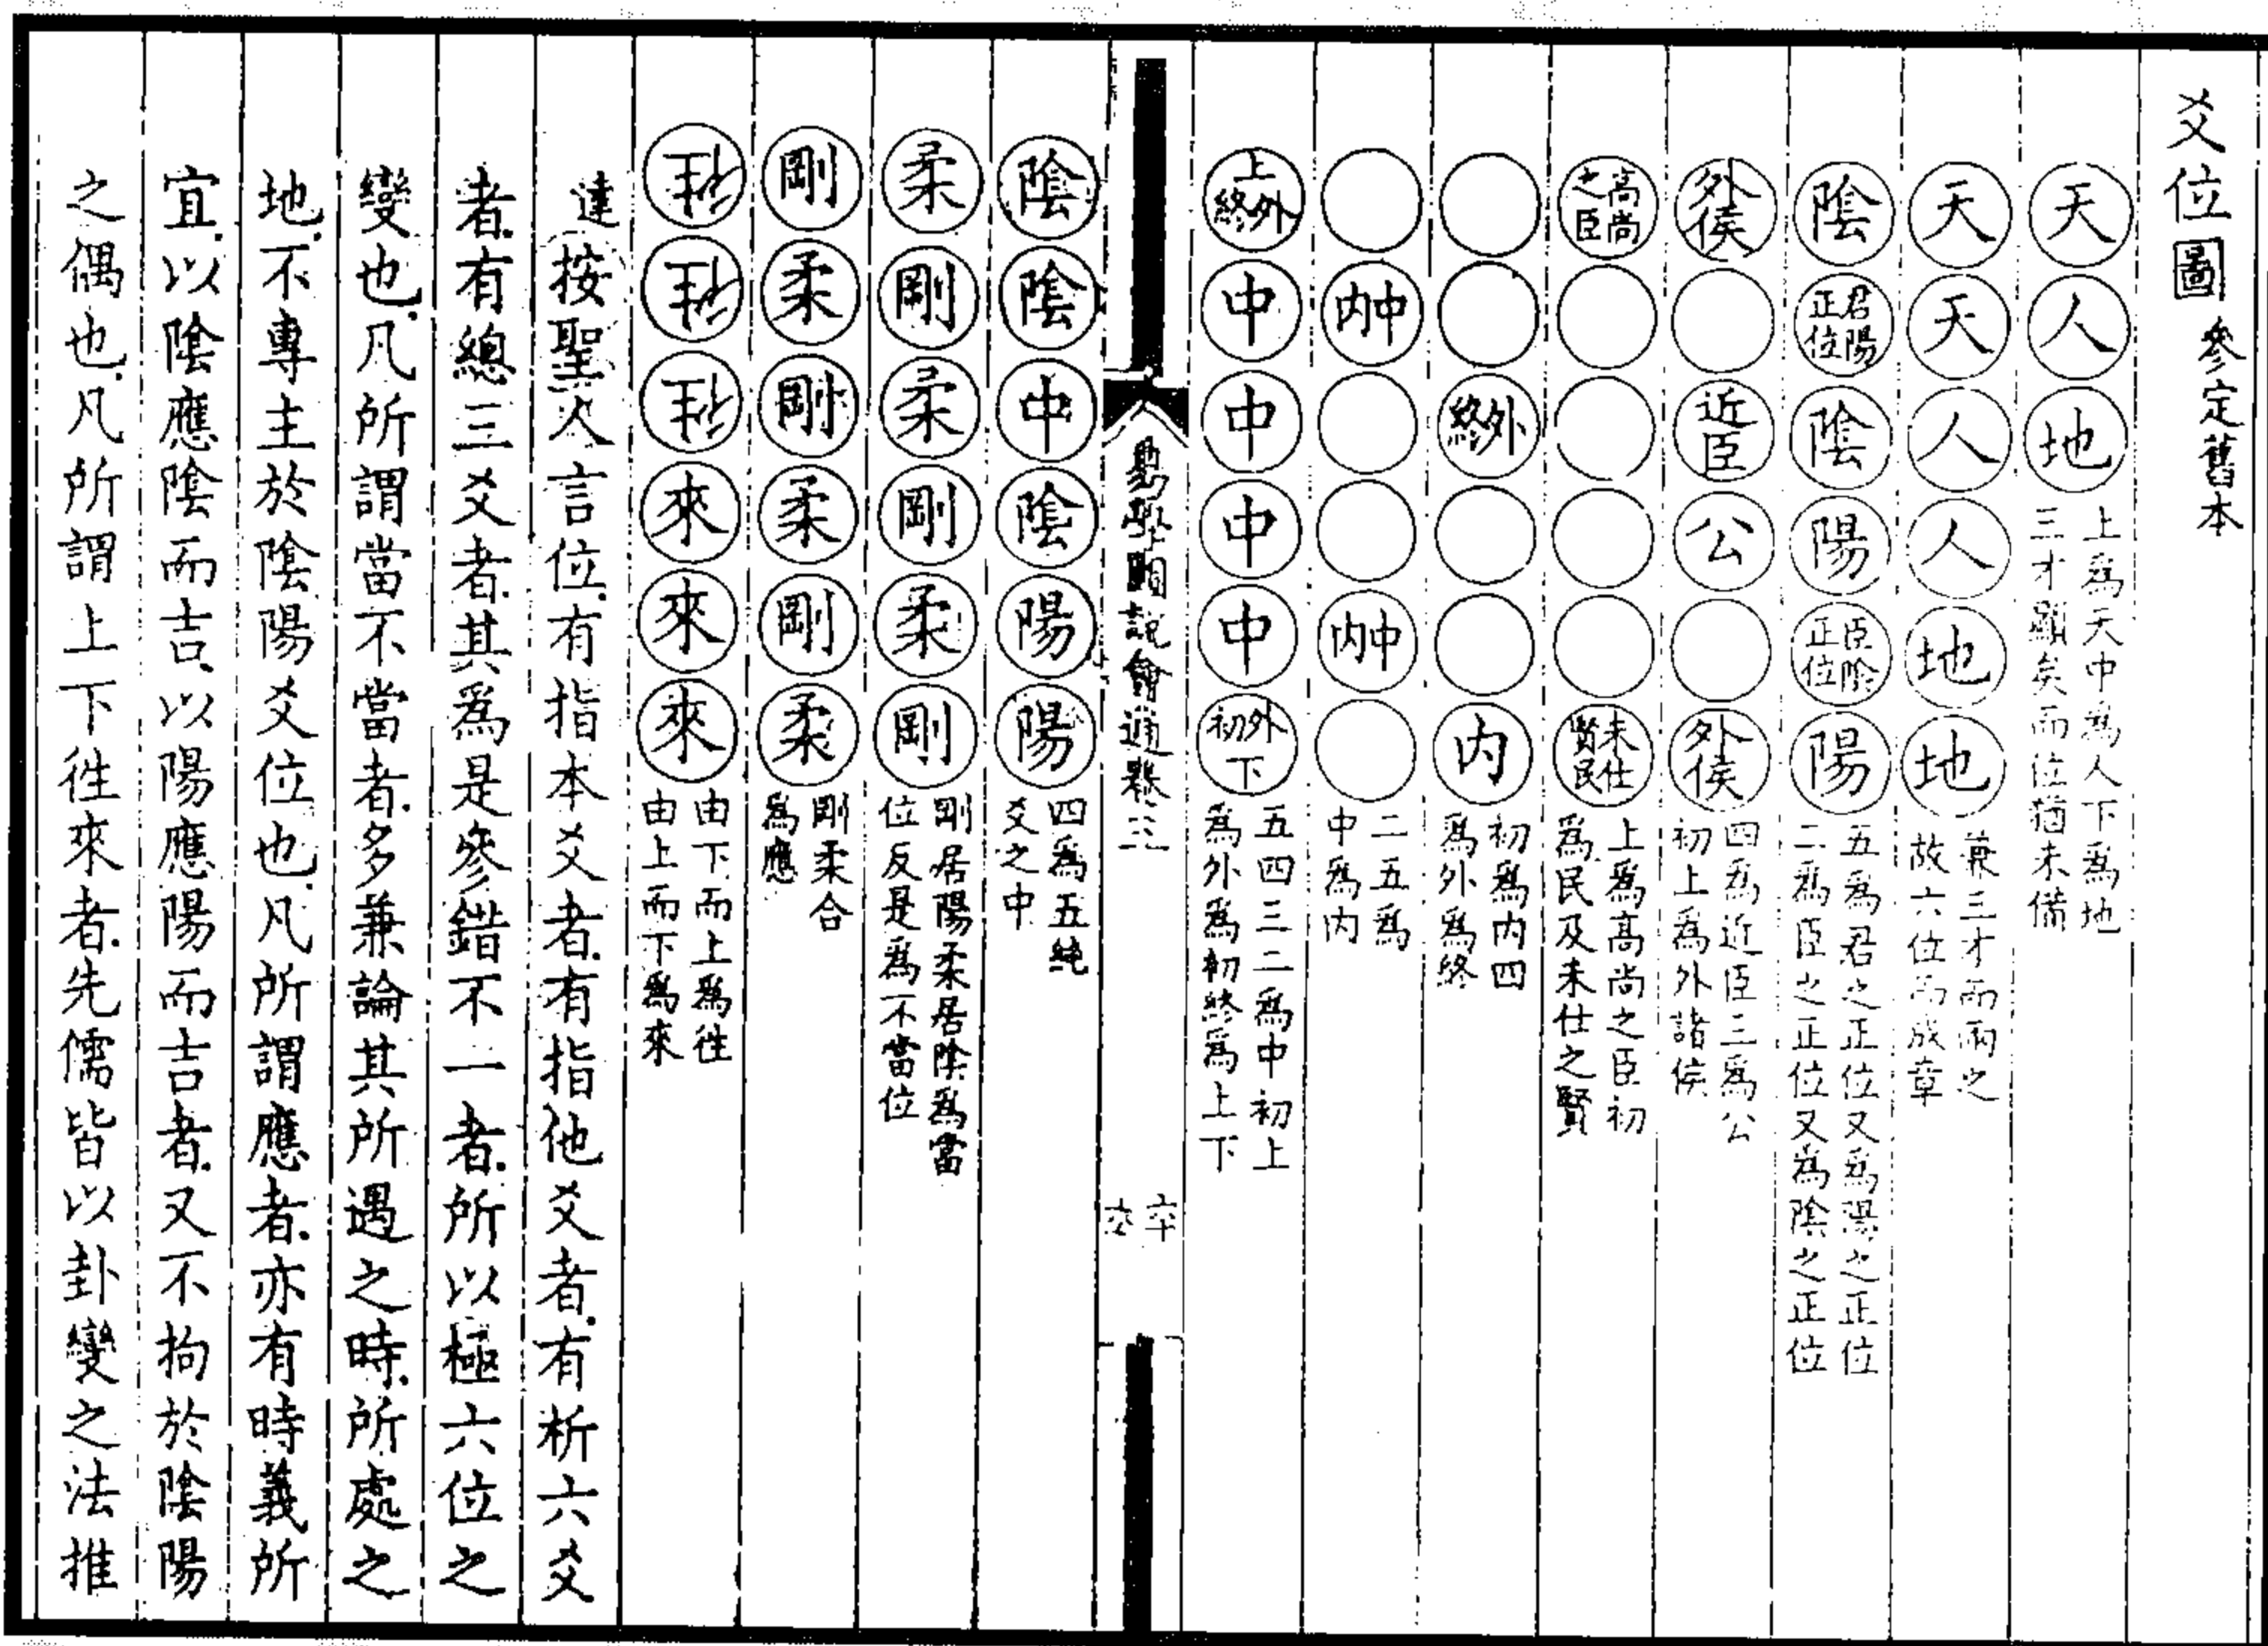 爻位圖 參定舊本
天 人 地 上爲天中爲人下爲地
三才顯矣而位猶未備
天 天 人 人 地 地 兼三才而兩之
故六位而成章
陰 君陽正位 陰 陽 臣陰正位 陽 五爲君之正位又爲陽之正位
二爲臣之正位又爲陰之正位
外侯 近臣 公 外侯 四爲近臣三爲公
初上爲外諸侯
高尚之臣 未仕賢民 上爲高尚之臣初
爲民及未仕之賢
外終 内 初爲内四
爲外爲終
中内 中内 二五爲
中爲内
上外終 中 中 中 中 外初下 五四三二爲中初上
爲外爲初終爲上下
易學圖說會通卷三
陰 陰 中 陰 陽 陽 四爲五純
爻之中
柔 剛 柔 剛 柔 剛 剛居陽柔居陰爲當
位反是爲不當位
剛 柔 剛 柔 剛 柔 剛柔合
爲應
來 來 來 由下而上爲徃
由上而下爲來
達按聖人言位有指本爻者有指他爻者有析六爻
者有總三爻者其爲是參錯不一者所以極六位之
變也凡所謂當不當者多兼論其所遇之時所處之
地不專主於陰陽爻位也凡所謂應者亦有時義所
宜以陰應陰而吉以陽應陽而吉者又不拘於陰陽
之偶也凡所謂上下徃來者先儒皆以卦變之法推